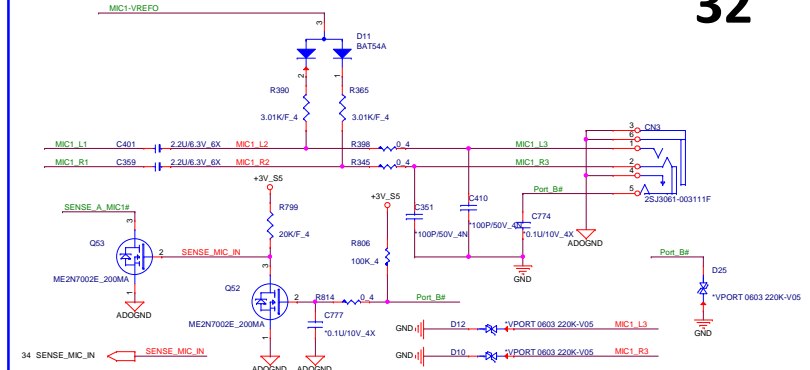 32
MIC1-VREFO
3
D11
BAT54A
2
1
R390
R365
3.01K/F_4
3.01K/F_4
MIC1_L1
C401
2.2U/6.3V_6X
MIC1_L2
R398
0_4
MIC1_L3
MIC1_R1
C359
2.2U/6.3V_6X
MIC1_R2
R345
0_4
MIC1_R3
3
6
1
2
4
5
CN3
2SJ3061-003111F
Port_B#
ADOGND
+3V_S5
R799
20K/F_4
+3V_S5
R806
100K_4
C351
*100P/50V_4N
C410
*100P/50V_4N
C774
*0.1U/10V_4X
GND
SENSE_A_MIC1#
3
Q53
2
SENSE_MIC_IN
ME2N7002E_200MA
1
ADOGND
3
Q52
2
R814
0_4
Port_B#
ME2N7002E_200MA
1
C777
*0.1U/10V_4X
ADOGND
ADOGND
Port_B#
D25
*VPORT 0603 220K-V05
GND
GND
D12
*VPORT 0603 220K-V05
MIC1_L3
GND
D10
*VPORT 0603 220K-V05
MIC1_R3
34 SENSE_MIC_IN
SENSE_MIC_IN